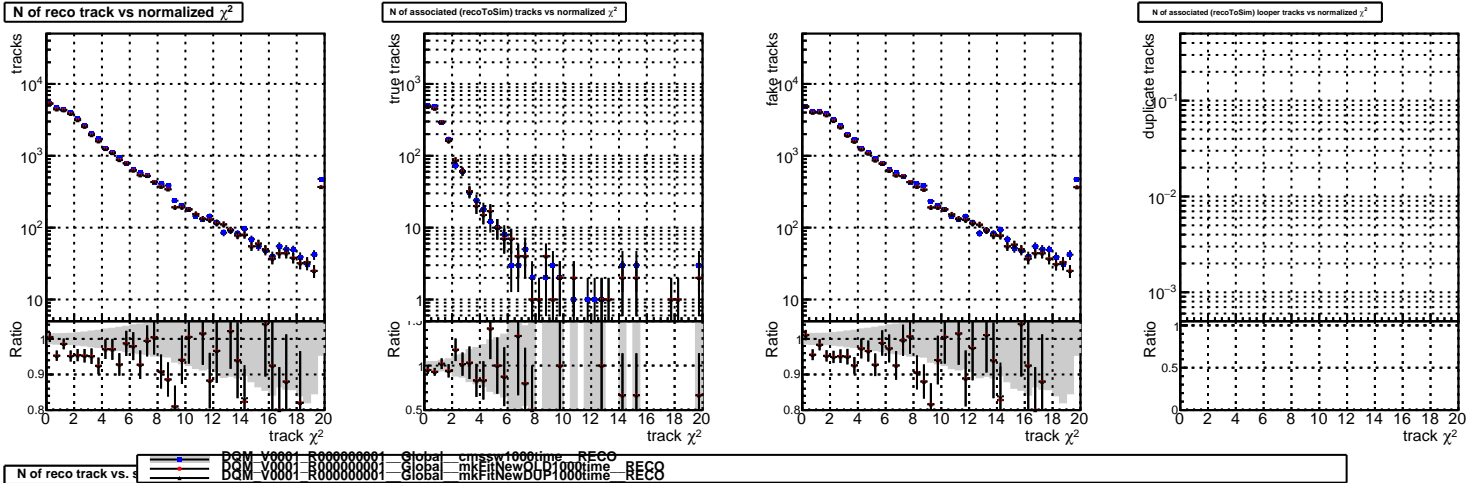 N of reco track vs normalized χ²
N of associated (recoToSim) tracks vs normalized χ²
N of associated (recoToSim) looper tracks vs normalized χ²
tracks
10⁴
10³
10²
10
Ratio
1
0.9
0.8
0 2 4 6 8 10 12 14 16 18 20
track χ²
true tracks
10³
10²
10
1
Ratio
1.5
0.5
0 2 4 6 8 10 12 14 16 18 20
track χ²
fake tracks
10⁴
10³
10²
10
Ratio
1
0.9
0.8
0 2 4 6 8 10 12 14 16 18 20
track χ²
duplicate tracks
10⁻¹
10⁻²
10⁻³
Ratio
1
0.5
0
0 2 4 6 8 10 12 14 16 18 20
track χ²
DQM_V0001_R000000001__Global__cmssw1000time__RECO
DQM_V0001_R000000001__Global__mkFitNewOLD1000time__RECO
DQM_V0001_R000000001__Global__mkFitNewDUP1000time__RECO
N of reco track vs. s